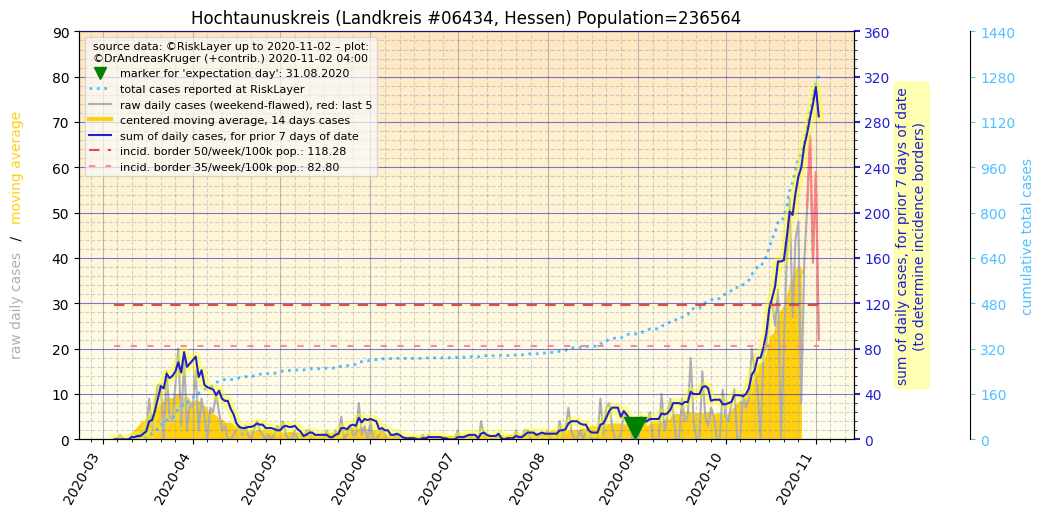 Hochtaunuskreis (Landkreis #06434, Hessen) Population=236564
source data: ©RiskLayer up to 2020-11-02 – plot:
©DrAndreasKruger (+contrib.) 2020-11-02 04:00
marker for 'expectation day': 31.08.2020
total cases reported at RiskLayer
raw daily cases (weekend-flawed), red: last 5
centered moving average, 14 days cases
sum of daily cases, for prior 7 days of date
incid. border 50/week/100k pop.: 118.28
incid. border 35/week/100k pop.: 82.80
raw daily cases / moving average
90
80
70
60
50
40
30
20
10
0
360
320
280
240
200
160
120
80
40
0
sum of daily cases, for prior 7 days of date
(to determine incidence borders)
1440
1280
1120
960
800
640
480
320
160
0
cumulative total cases
2020-03
2020-04
2020-05
2020-06
2020-07
2020-08
2020-09
2020-10
2020-11